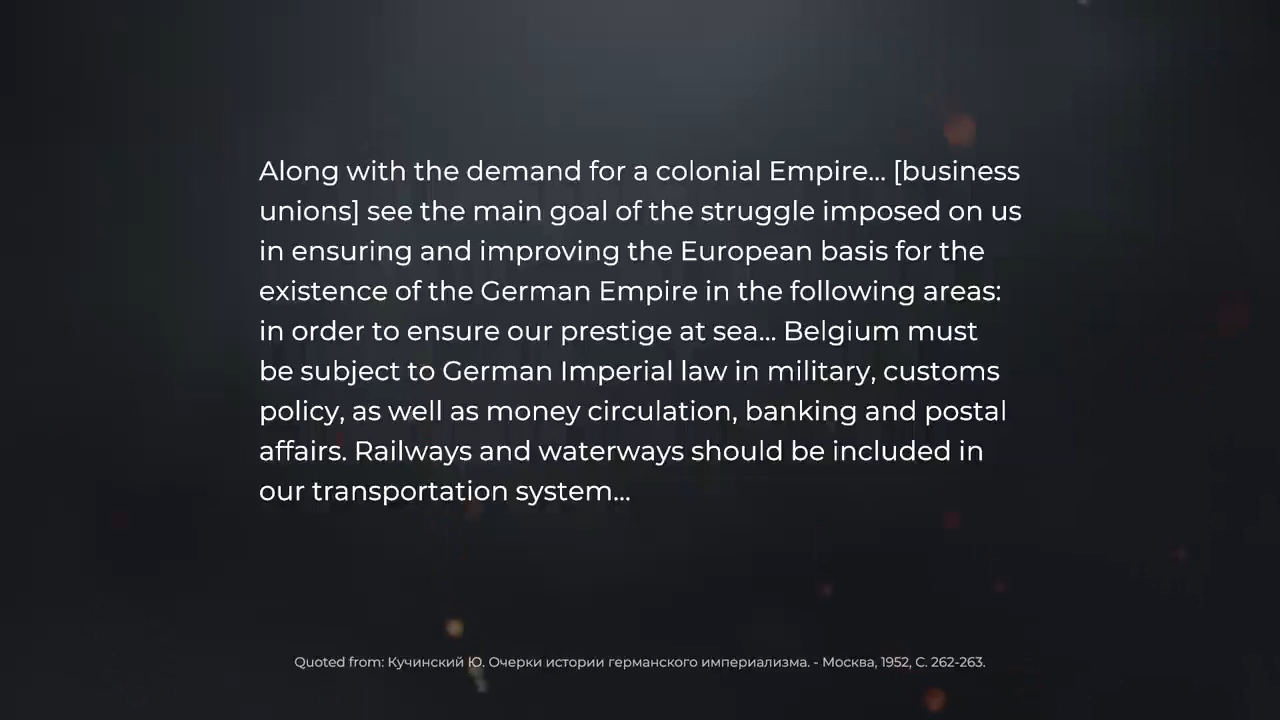 Along with the demand for a colonial Empire... [business
unions] see the main goal of the struggle imposed on us
in ensuring and improving the European basis for the
existence of the German Empire in the following areas:
in order to ensure our prestige at sea... Belgium must
be subject to German Imperial law in military, customs
policy, as well as money circulation, banking and postal
affairs. Railways and waterways should be included in
our transportation system...
Quoted from: Кучинский Ю. Очерки истории германского империализма. - Москва, 1952, С. 262-263.